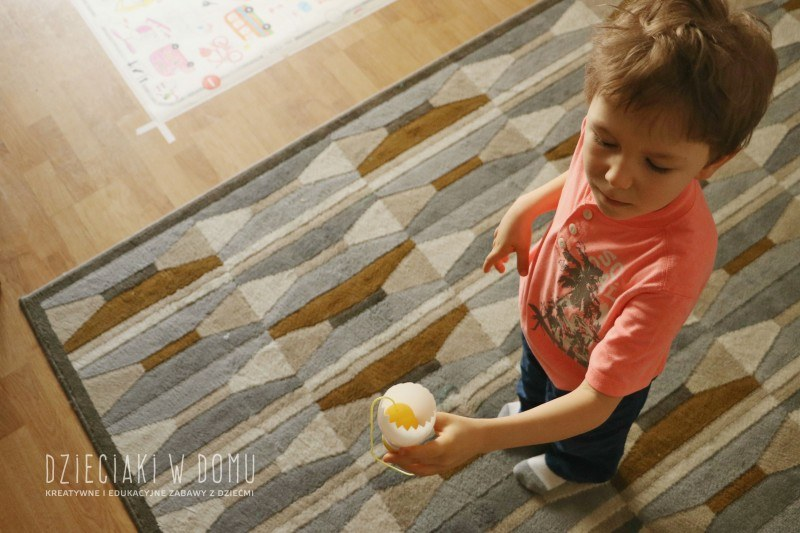 DZIECIAKI W DOMU
KREATYWNE I EDUKACYJNE ZABAWY Z DZIEĆMI